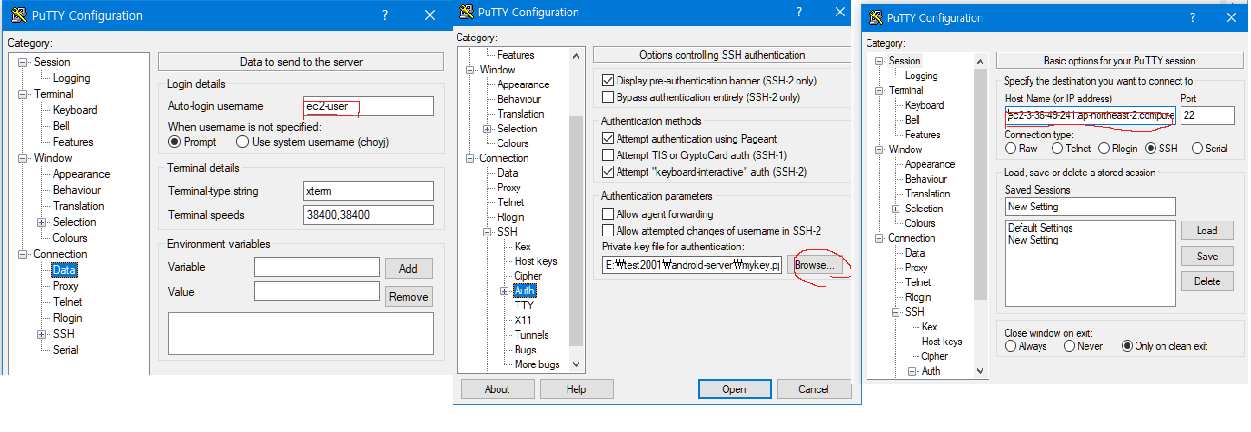 PuTTY Configuration
Category:
Session
Logging
Terminal
Keyboard
Bell
Features
Window
Appearance
Behaviour
Translation
Selection
Colours
Connection
Data
Proxy
Telnet
Rlogin
SSH
Serial
Data to send to the server
Login details
Auto-login username ec2-user
When username is not specified:
Prompt Use system username (choyj)
Terminal details
Terminal-type string xterm
Terminal speeds 38400,38400
Environment variables
Variable Add
Value Remove
PuTTY Configuration
Category:
Features
Window
Appearance
Behaviour
Translation
Selection
Colours
Connection
Data
Proxy
Telnet
Rlogin
SSH
Kex
Host keys
Cipher
Auth
TTY
X11
Tunnels
Bugs
More bugs
Options controlling SSH authentication
Display pre-authentication banner (SSH-2 only)
Bypass authentication entirely (SSH-2 only)
Authentication methods
Attempt authentication using Pageant
Attempt TIS or CryptoCard auth (SSH-1)
Attempt "keyboard-interactive" auth (SSH-2)
Authentication parameters
Allow agent forwarding
Allow attempted changes of username in SSH-2
Private key file for authentication:
E:₩test2001₩android-server₩mykey.p Browse...
About Help Open Cancel
PuTTY Configuration
Category:
Session
Logging
Terminal
Keyboard
Bell
Features
Window
Appearance
Behaviour
Translation
Selection
Colours
Connection
Data
Proxy
Telnet
Rlogin
SSH
Kex
Host keys
Cipher
Auth
Basic options for your PuTTY session
Specify the destination you want to connect to
Host Name (or IP address) Port
22
Connection type:
Raw Telnet Rlogin SSH Serial
Load, save or delete a stored session
Saved Sessions
New Setting
Default Settings
New Setting
Load
Save
Delete
Close window on exit:
Always Never Only on clean exit